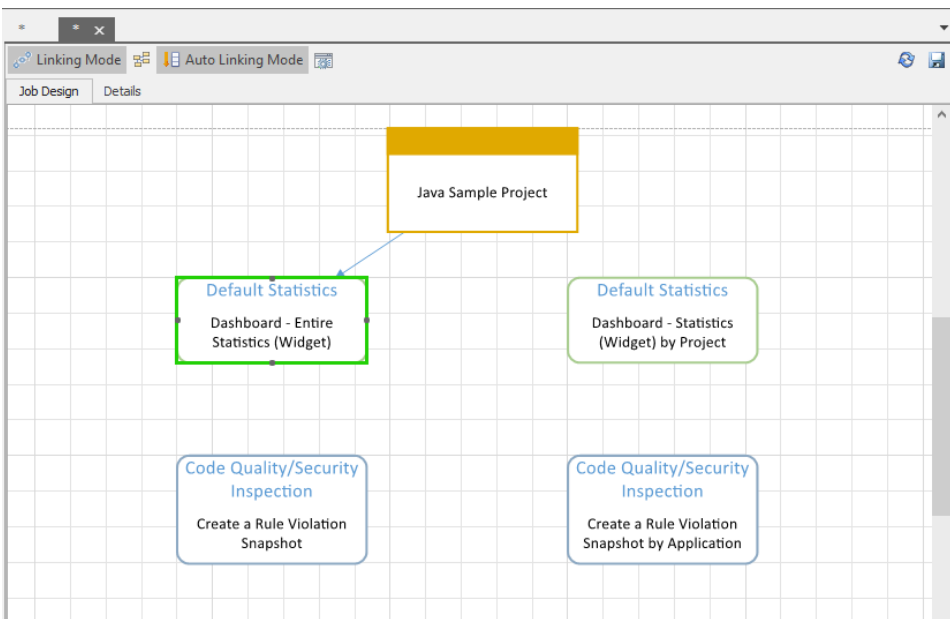 * * ×
Linking Mode Auto Linking Mode
Job Design Details
Java Sample Project
Default Statistics
Dashboard - Entire
Statistics (Widget)
Default Statistics
Dashboard - Statistics
(Widget) by Project
Code Quality/Security
Inspection
Create a Rule Violation
Snapshot
Code Quality/Security
Inspection
Create a Rule Violation
Snapshot by Application